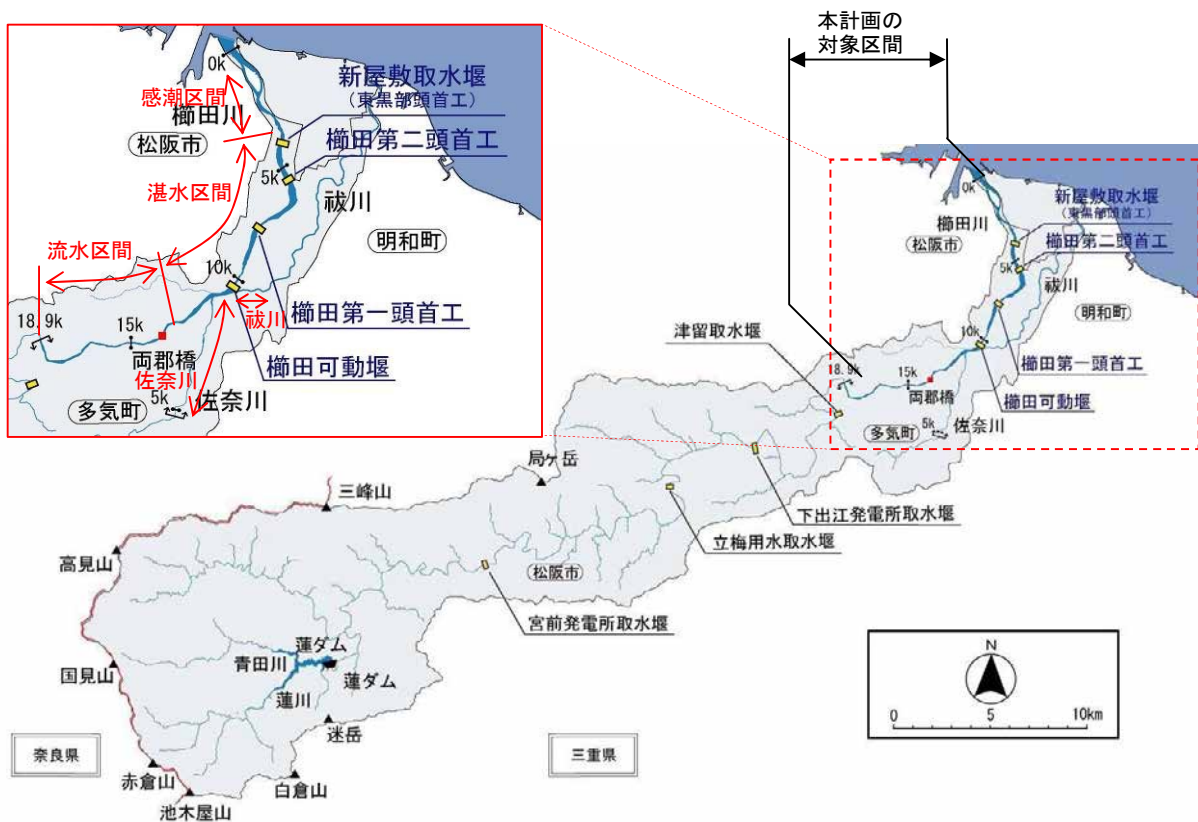 本計画の
対象区間
0k
新屋敷取水堰
(東黒部頭首工)
感潮区間
櫛田川
松阪市
櫛田第二頭首工
5k
湛水区間
祓川
明和町
流水区間
10k
櫛田第一頭首工
祓川
18.9k
15k
両郡橋
櫛田可動堰
佐奈川
5k
佐奈川
多気町
0k
新屋敷取水堰
(東黒部頭首工)
櫛田川
松阪市
櫛田第二頭首工
5k
祓川
明和町
津留取水堰
10k
櫛田第一頭首工
18.9k
15k
両郡橋
櫛田可動堰
5k
佐奈川
多気町
局ケ岳
三峰山
下出江発電所取水堰
立梅用水取水堰
高見山
松阪市
宮前発電所取水堰
蓮ダム
青田川
国見山
蓮ダム
蓮川
迷岳
奈良県
三重県
赤倉山
白倉山
池木屋山
N
0
5
10km